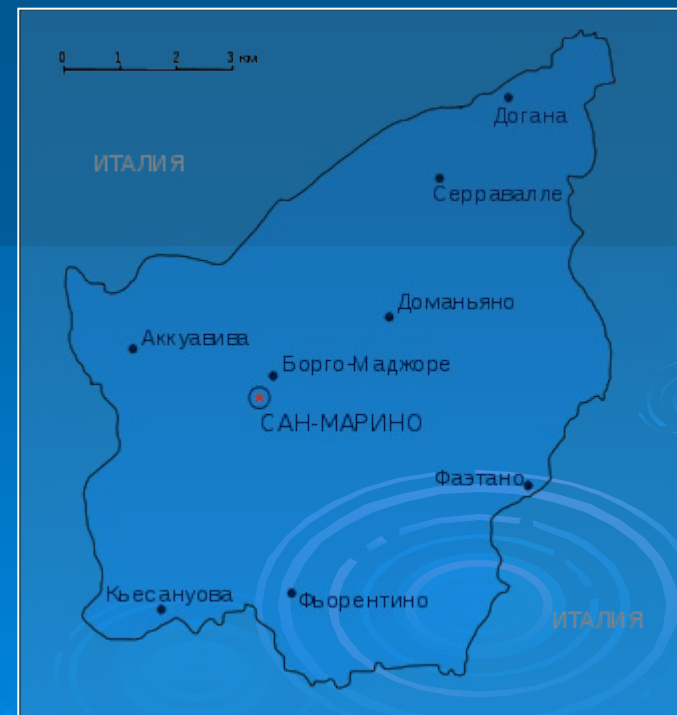 0 1 2 3 км
Догана
ИТАЛИЯ
Серравалле
Доманьяно
Аккуавива
Борго-Маджоре
САН-МАРИНО
Фаэтано
Кьесануова
Фьорентино
ИТАЛИЯ